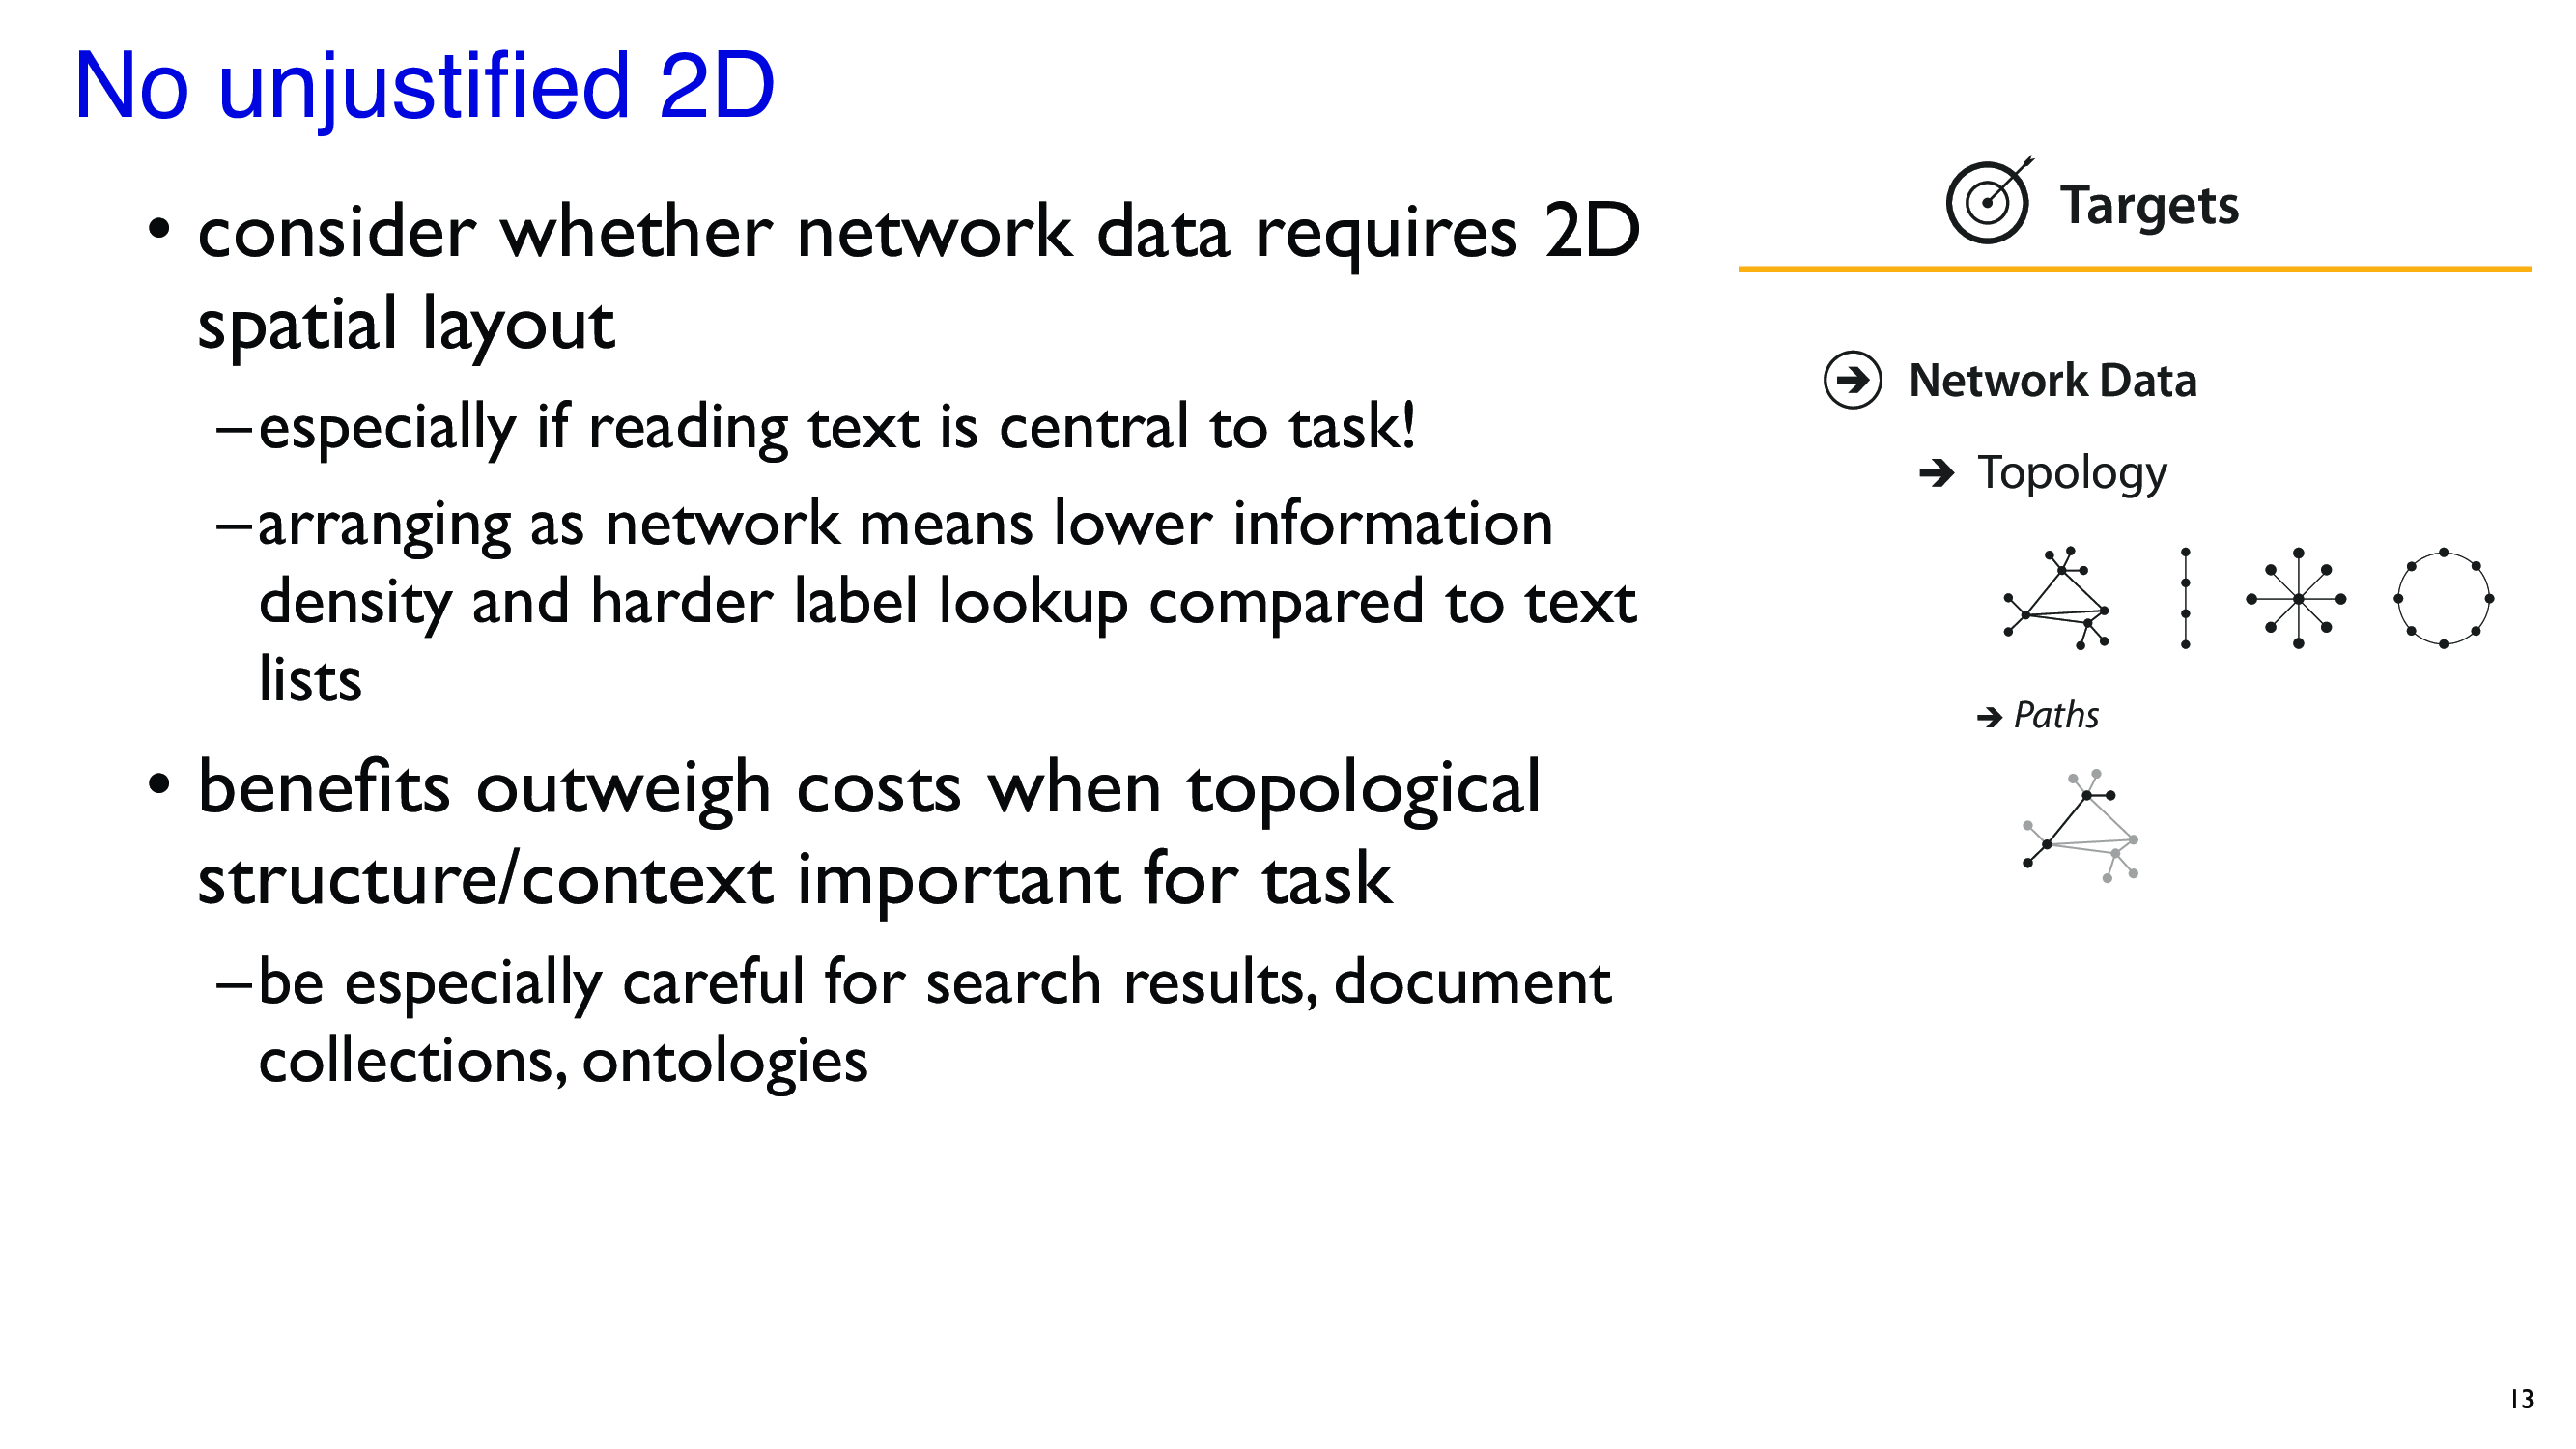 No unjustified 2D
• consider whether network data requires 2D
spatial layout
–especially if reading text is central to task!
–arranging as network means lower information
density and harder label lookup compared to text
lists
• benefits outweigh costs when topological
structure/context important for task
–be especially careful for search results, document
collections, ontologies
Targets
➔ Network Data
➔ Topology
➔ Paths
13